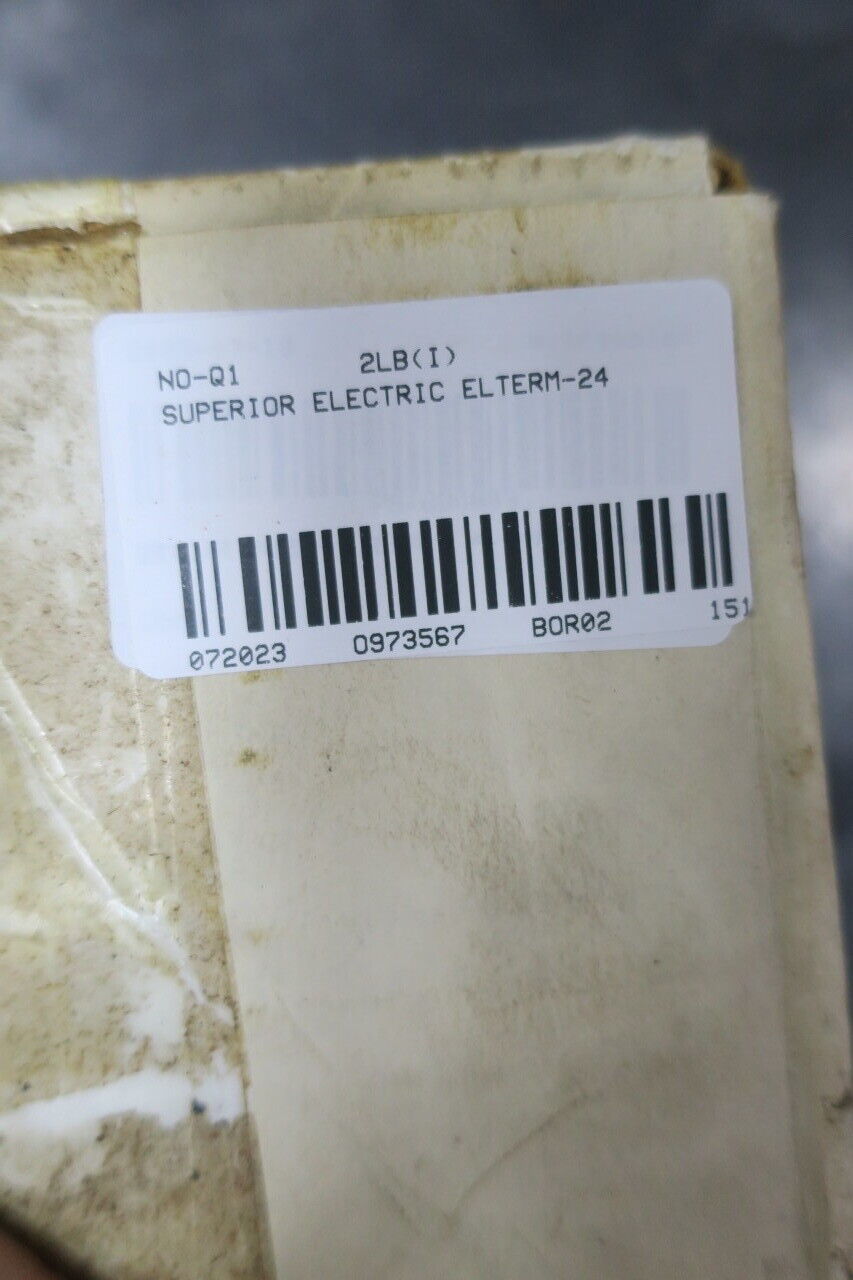 NO-Q1 2LB(I)
SUPERIOR ELECTRIC ELTERM-24
072023 0973567 BOR02 151